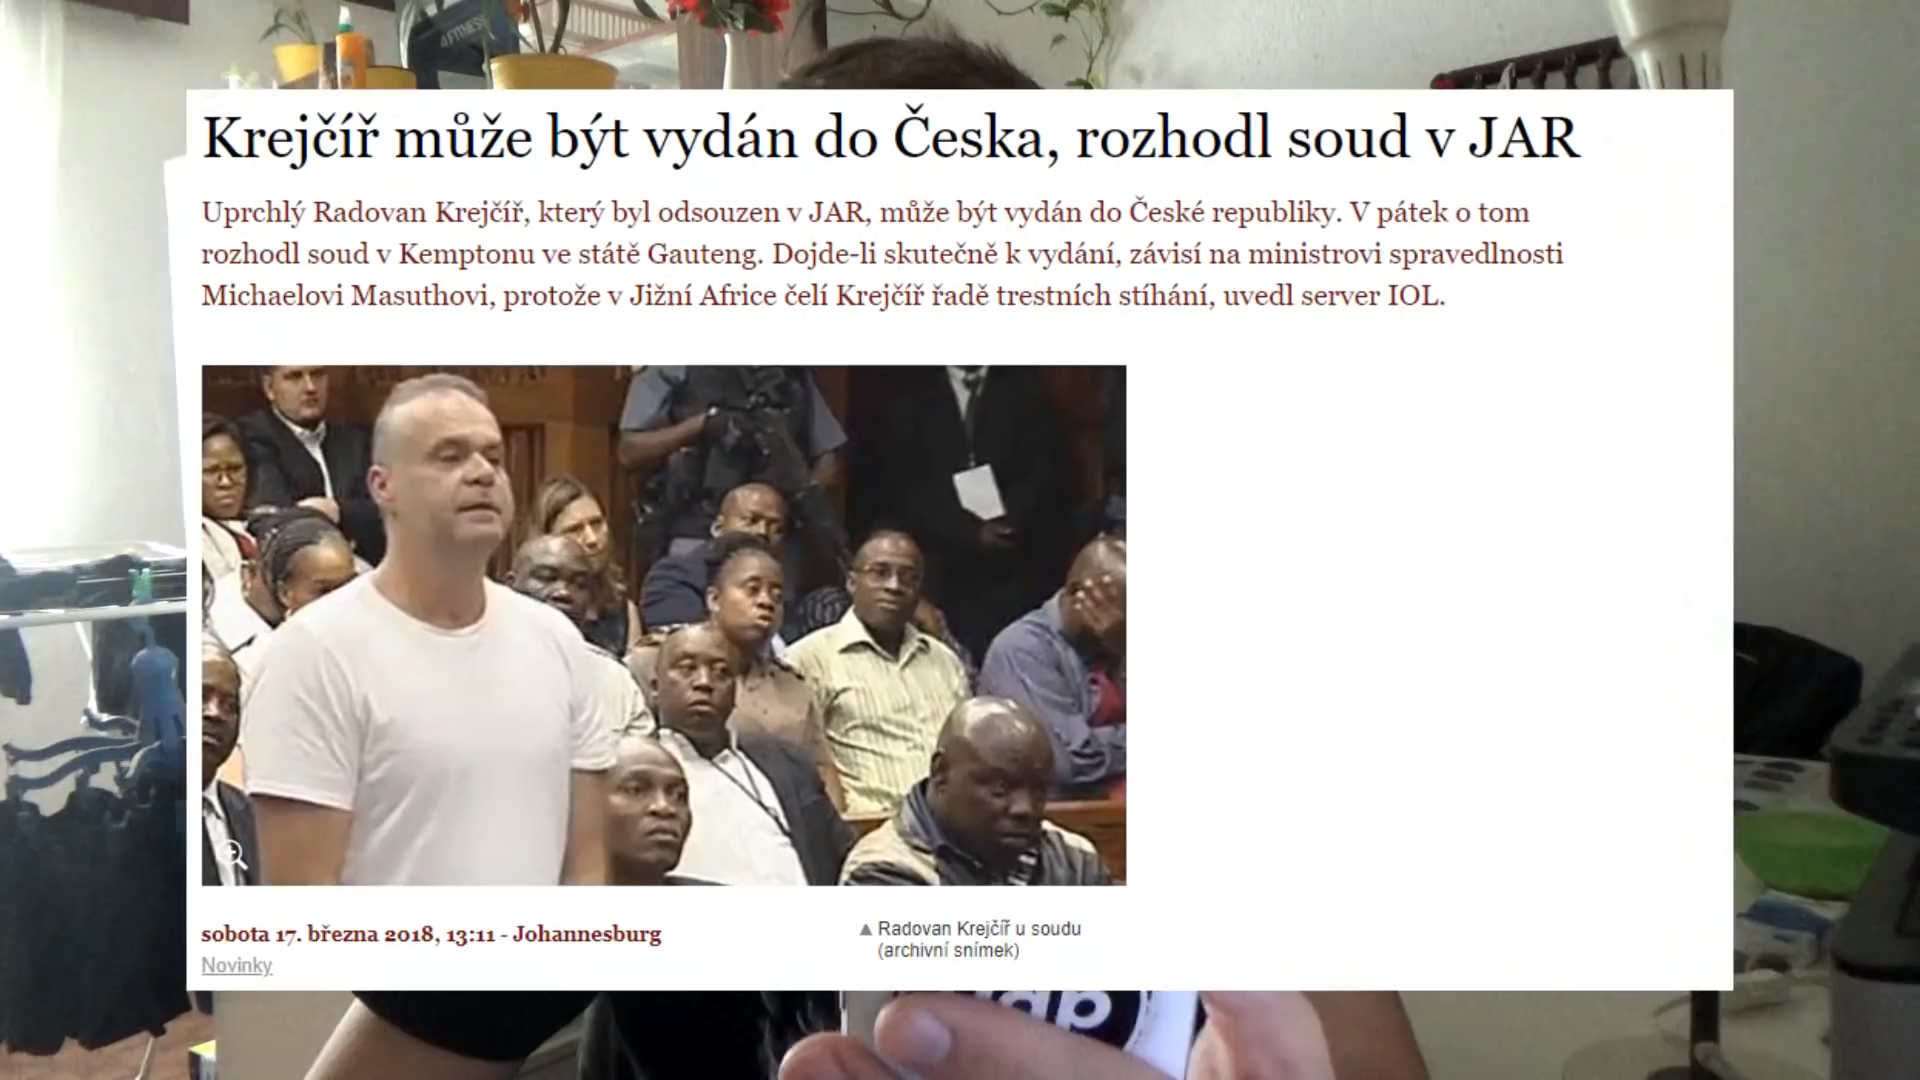 4FITNESS
Krejčíř může být vydán do Česka, rozhodl soud v JAR
Uprchlý Radovan Krejčíř, který byl odsouzen v JAR, může být vydán do České republiky. V pátek o tom
rozhodl soud v Kemptonu ve státě Gauteng. Dojde-li skutečně k vydání, závisí na ministrovi spravedlnosti
Michaelovi Masuthovi, protože v Jižní Africe čelí Krejčíř řadě trestních stíhání, uvedl server IOL.
sobota 17. března 2018, 13:11 - Johannesburg
Novinky
▲ Radovan Krejčíř u soudu
(archivní snímek)